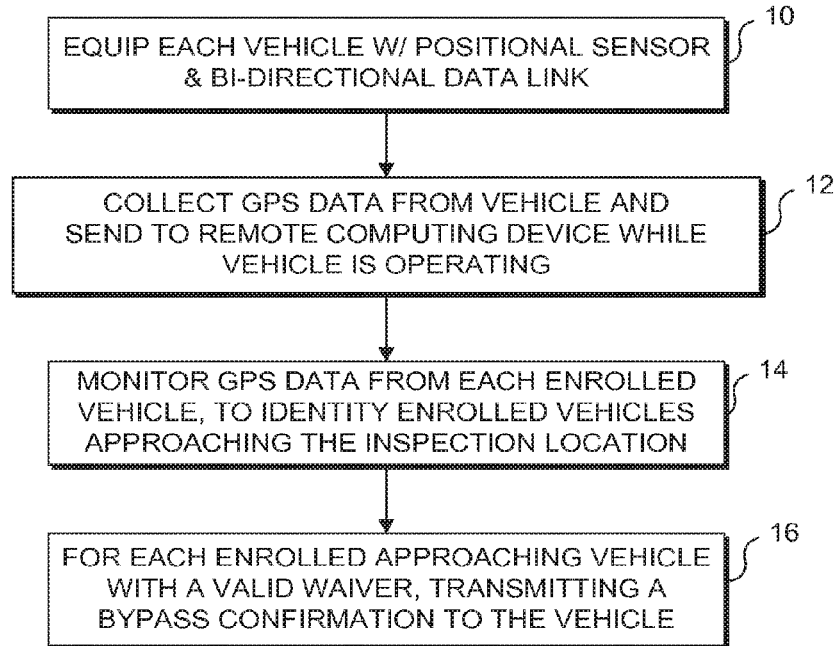 10
EQUIP EACH VEHICLE W/ POSITIONAL SENSOR
& BI-DIRECTIONAL DATA LINK
12
COLLECT GPS DATA FROM VEHICLE AND
SEND TO REMOTE COMPUTING DEVICE WHILE
VEHICLE IS OPERATING
14
MONITOR GPS DATA FROM EACH ENROLLED
VEHICLE, TO IDENTITY ENROLLED VEHICLES
APPROACHING THE INSPECTION LOCATION
16
FOR EACH ENROLLED APPROACHING VEHICLE
WITH A VALID WAIVER, TRANSMITTING A
BYPASS CONFIRMATION TO THE VEHICLE